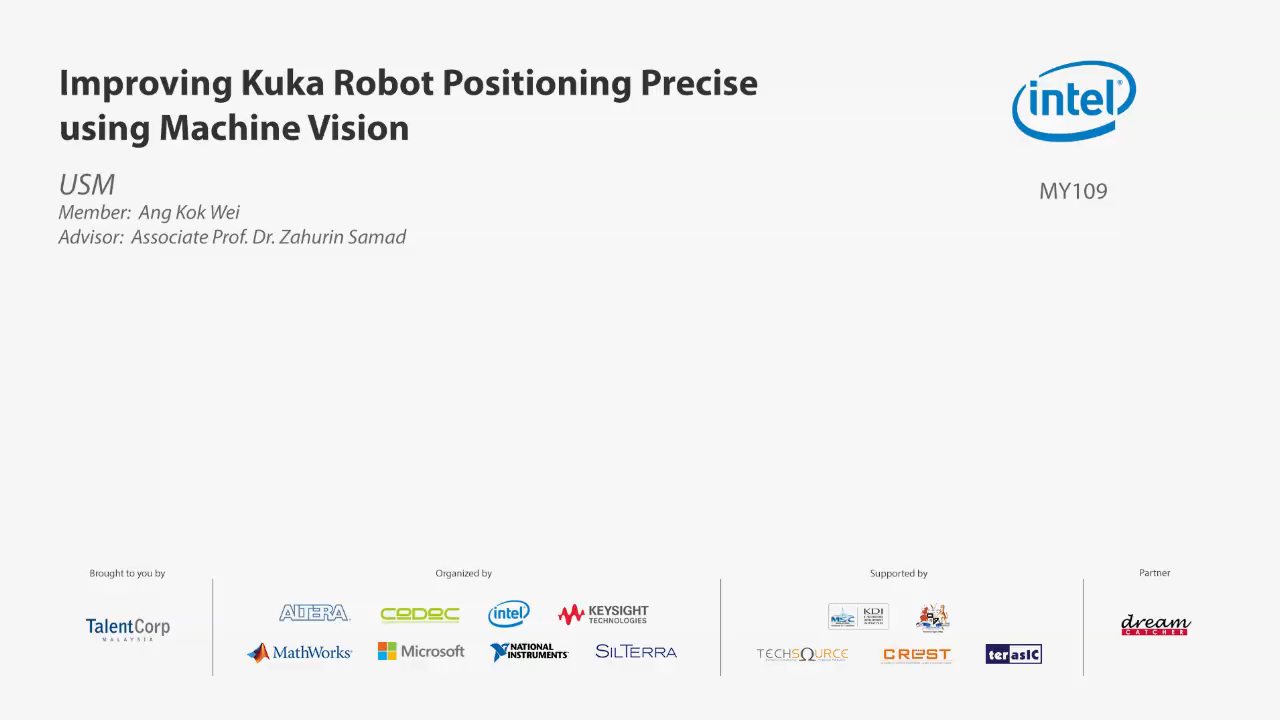 Improving Kuka Robot Positioning Precise
using Machine Vision
intel
USM
MY109
Member: Ang Kok Wei
Advisor: Associate Prof. Dr. Zahurin Samad
Brought to you by
Organized by
Supported by
Partner
TalentCorp
MALAYSIA
ALTERA
CEDEC
intel
KEYSIGHT
TECHNOLOGIES
MSC
KDI
dream
CATCHER
MathWorks
Microsoft
NATIONAL
INSTRUMENTS
SILTERRA
TECHSOURCE
CREST
terasIC